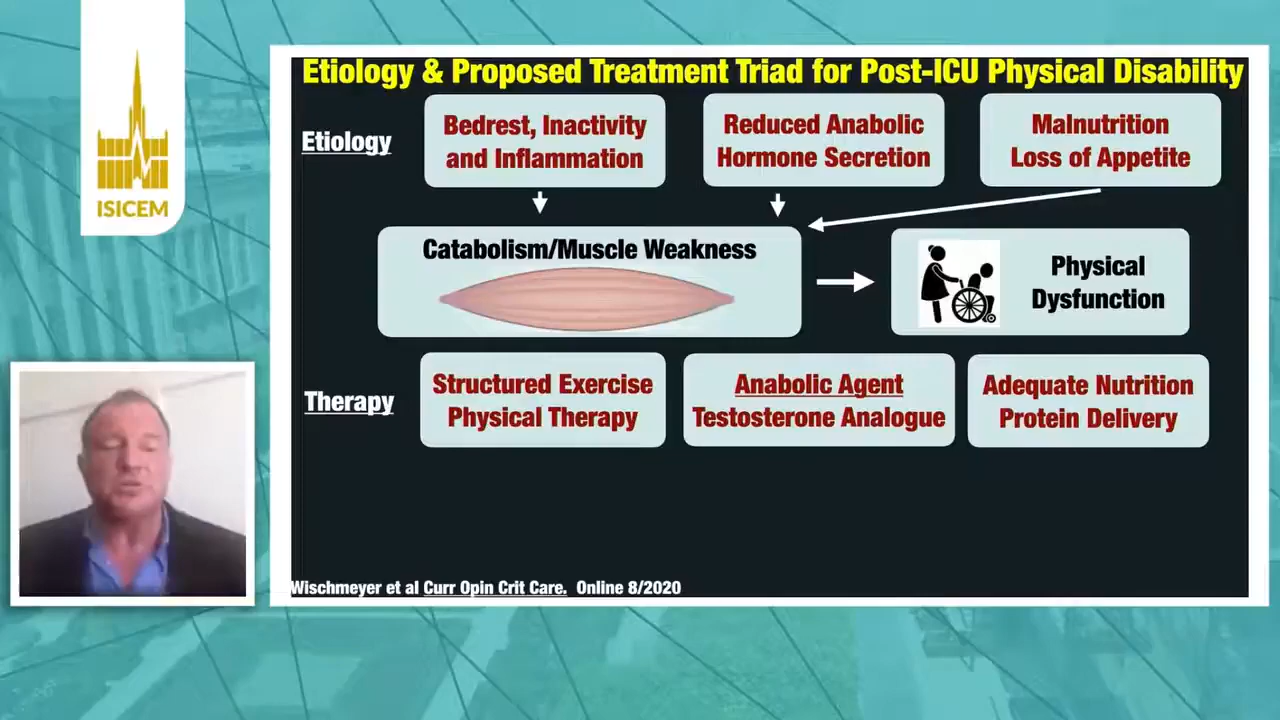 ISICEM
Etiology & Proposed Treatment Triad for Post-ICU Physical Disability
Etiology
Bedrest, Inactivity
and Inflammation
Reduced Anabolic
Hormone Secretion
Malnutrition
Loss of Appetite
Catabolism/Muscle Weakness
Physical
Dysfunction
Therapy
Structured Exercise
Physical Therapy
Anabolic Agent
Testosterone Analogue
Adequate Nutrition
Protein Delivery
Wischmeyer et al Curr Opin Crit Care. Online 8/2020